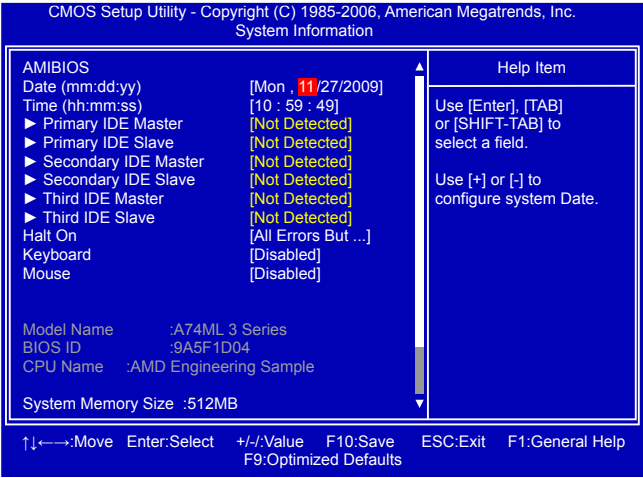 CMOS Setup Utility - Copyright (C) 1985-2006, American Megatrends, Inc.
System Information
AMIBIOS
Date (mm:dd:yy) [Mon , 11/27/2009]
Time (hh:mm:ss) [10 : 59 : 49]
► Primary IDE Master [Not Detected]
► Primary IDE Slave [Not Detected]
► Secondary IDE Master [Not Detected]
► Secondary IDE Slave [Not Detected]
► Third IDE Master [Not Detected]
► Third IDE Slave [Not Detected]
Halt On [All Errors But ...]
Keyboard [Disabled]
Mouse [Disabled]
Model Name :A74ML 3 Series
BIOS ID :9A5F1D04
CPU Name :AMD Engineering Sample
System Memory Size :512MB
Help Item
Use [Enter], [TAB]
or [SHIFT-TAB] to
select a field.
Use [+] or [-] to
configure system Date.
↑↓←→:Move Enter:Select +/-/:Value F10:Save ESC:Exit F1:General Help
F9:Optimized Defaults